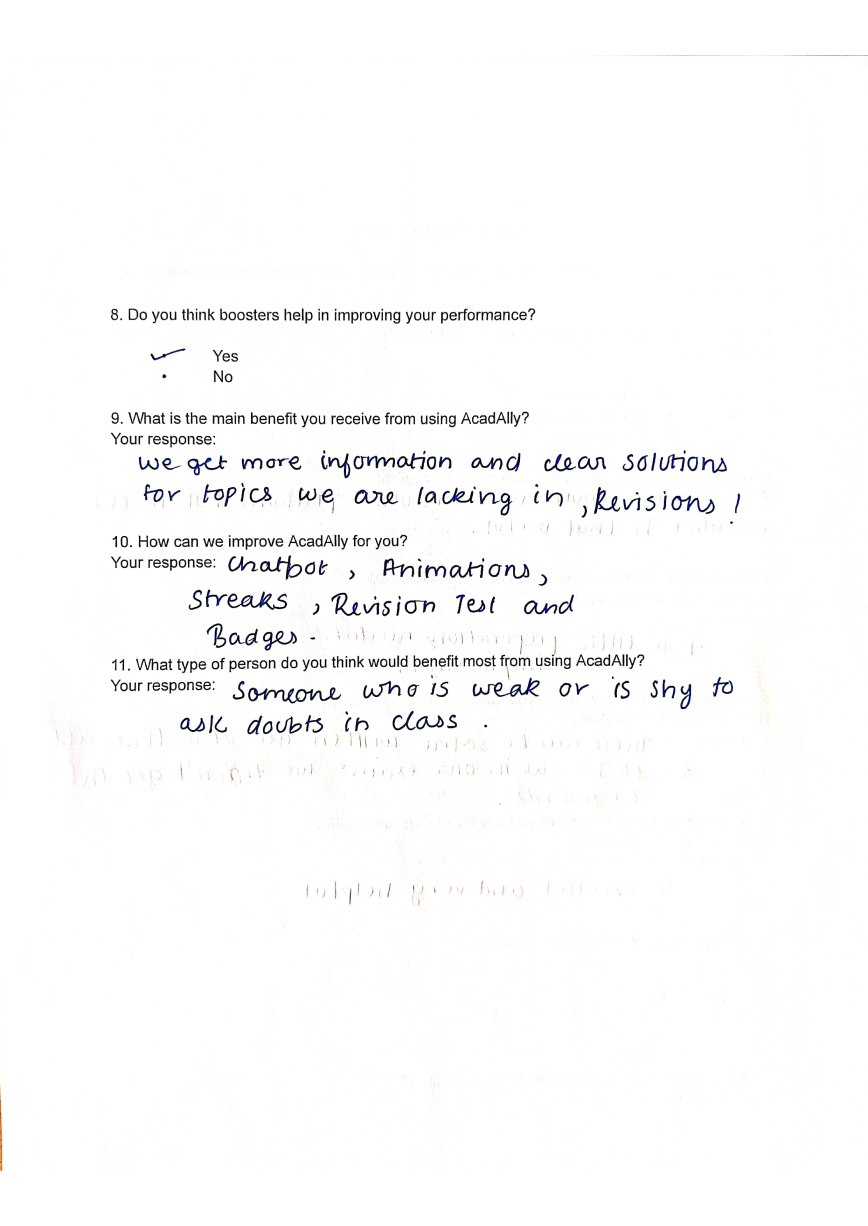 8. Do you think boosters help in improving your performance?
Yes
• No
9. What is the main benefit you receive from using AcadAlly?
Your response:
we get more information and clear solutions
for topics we are lacking in , Revisions !
10. How can we improve AcadAlly for you?
Your response: Chatbot , Animations ,
Streaks , Revision Test and
Badges .
11. What type of person do you think would benefit most from using AcadAlly?
Your response: Someone who is weak or is shy to
ask doubts in class .